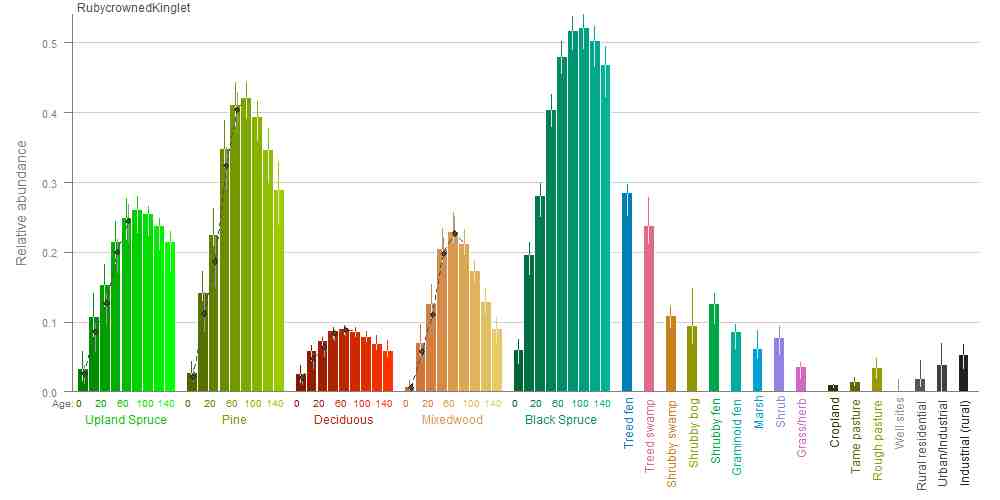 RubycrownedKinglet
Relative abundance
0.5
0.4
0.3
0.2
0.1
0.0
Age: 0 20 60 100 140 0 20 60 100 140 0 20 60 100 140 0 20 60 100 140 0 20 60 100 140
Upland Spruce Pine Deciduous Mixedwood Black Spruce
Treed fen
Treed swamp
Shrubby swamp
Shrubby bog
Shrubby fen
Graminoid fen
Marsh
Shrub
Grass/herb
Cropland
Tame pasture
Rough pasture
Well sites
Rural residential
Urban/Industrial
Industrial (rural)